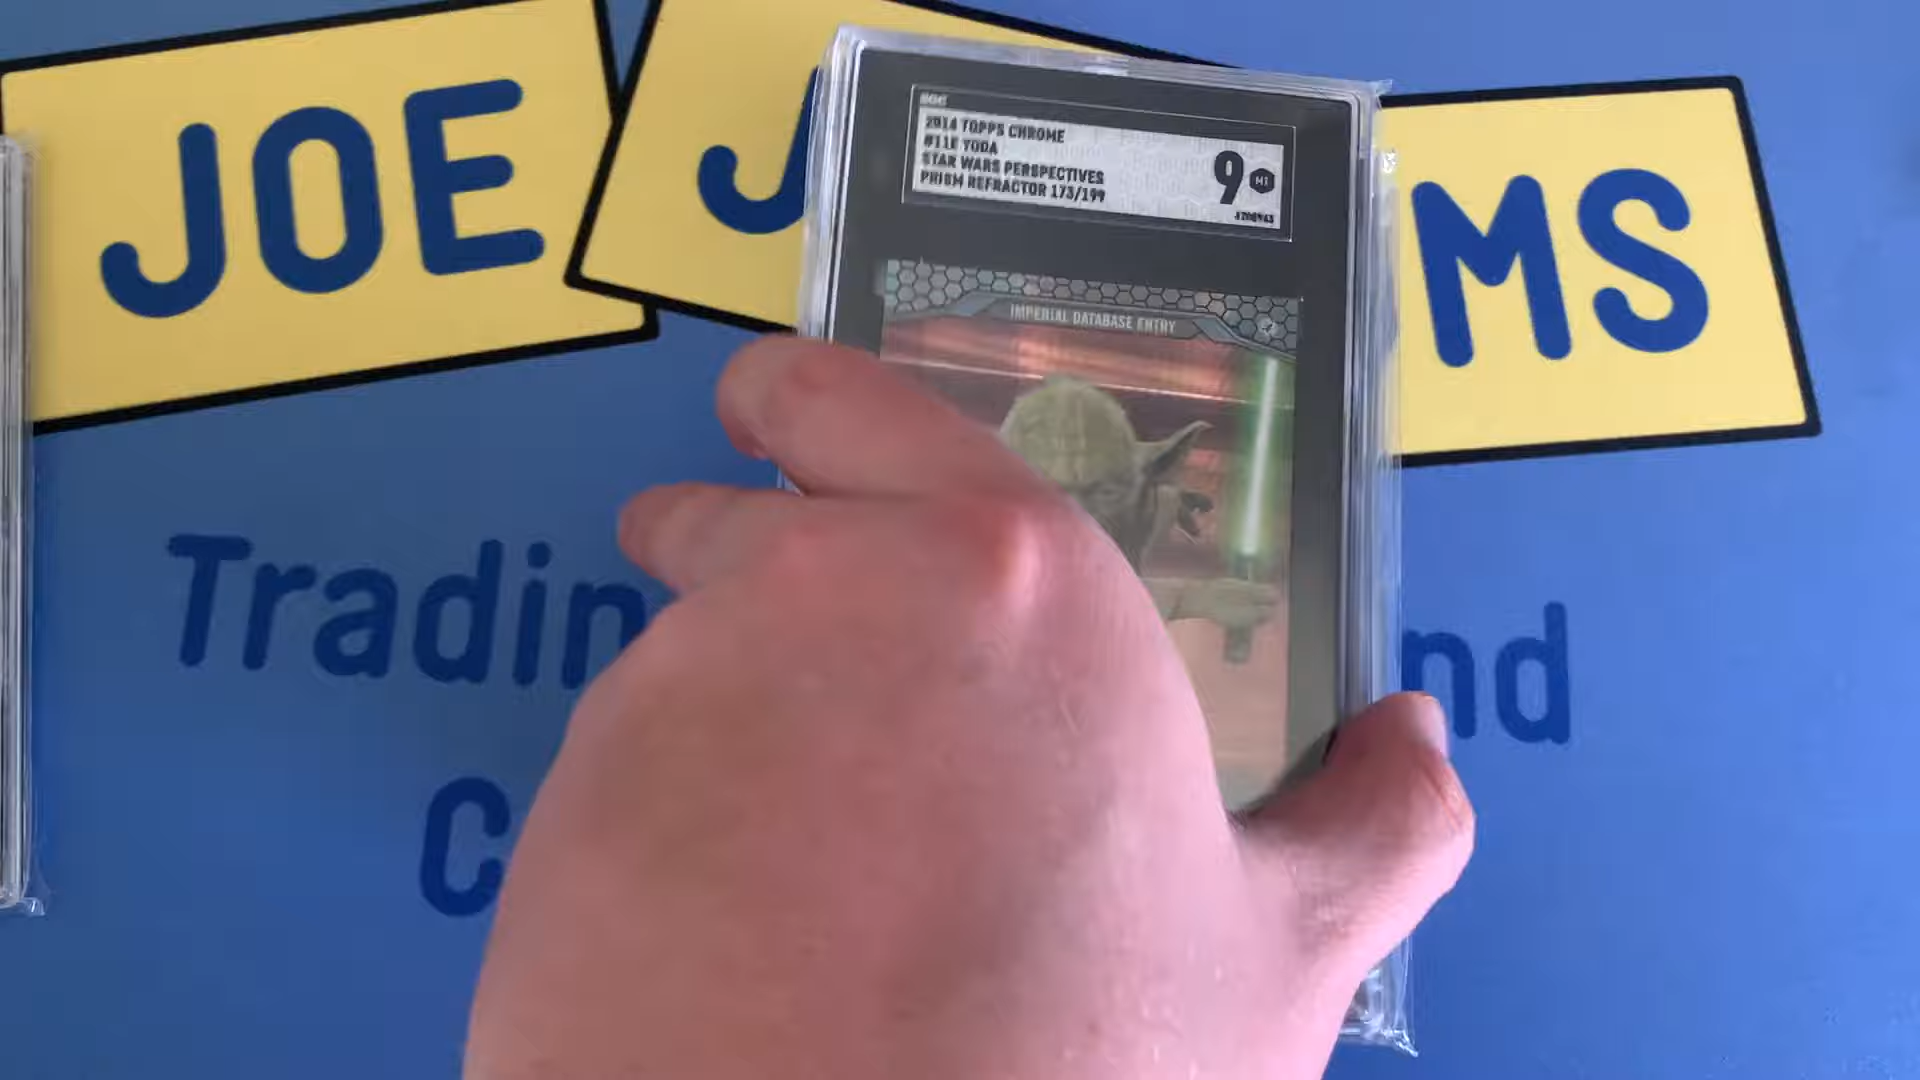 JOE J MS
SGC
2014 TOPPS CHROME
#11E YODA
STAR WARS PERSPECTIVES
PRISM REFRACTOR 173/199
9 MT
IMPERIAL DATABASE ENTRY
Tradin nd
C